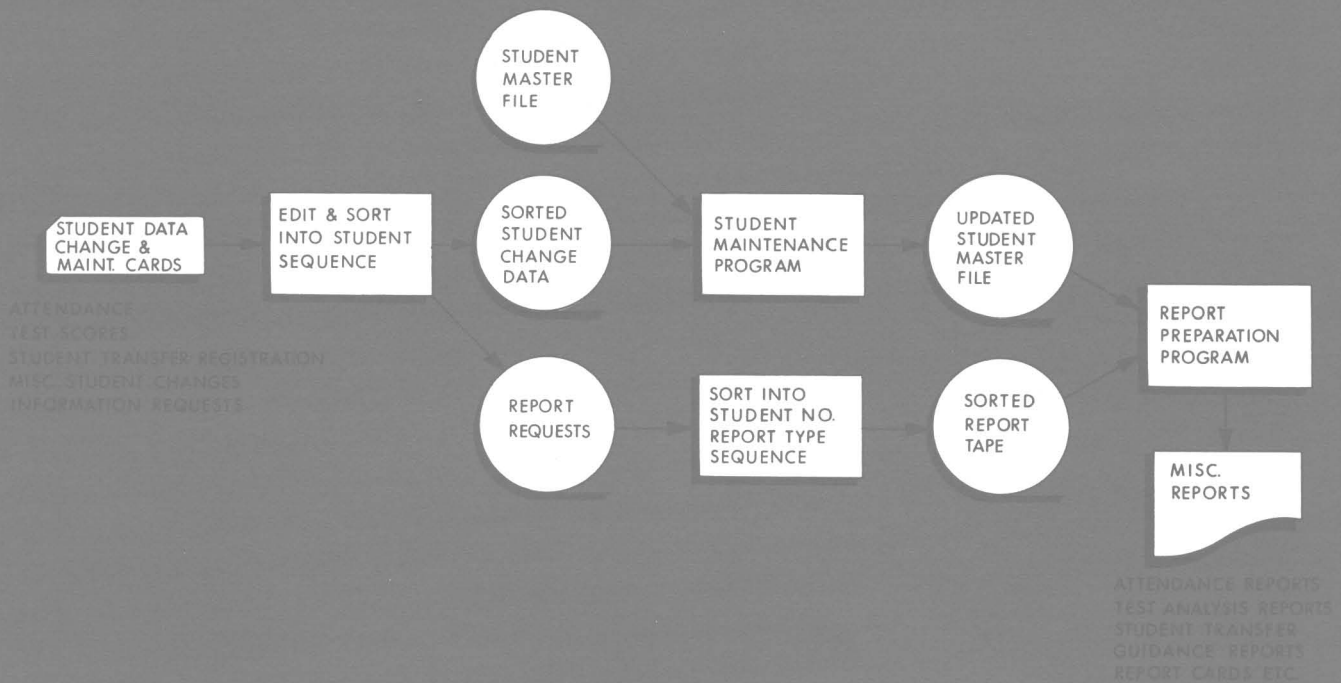 STUDENT
MASTER
FILE
STUDENT DATA
CHANGE &
MAINT. CARDS
EDIT & SORT
INTO STUDENT
SEQUENCE
SORTED
STUDENT
CHANGE
DATA
STUDENT
MAINTENANCE
PROGRAM
UPDATED
STUDENT
MASTER
FILE
ATTENDANCE
TEST SCORES
STUDENT TRANSFER REGISTRATION
MISC. STUDENT CHANGES
INFORMATION REQUESTS
REPORT
REQUESTS
SORT INTO
STUDENT NO.
REPORT TYPE
SEQUENCE
SORTED
REPORT
TAPE
REPORT
PREPARATION
PROGRAM
MISC.
REPORTS
ATTENDANCE REPORTS
TEST ANALYSIS REPORTS
STUDENT TRANSFER
GUIDANCE REPORTS
REPORT CARDS ETC.